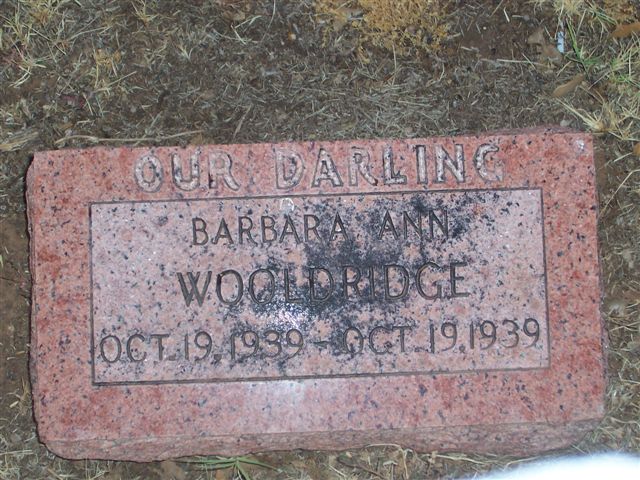 OUR DARLING
BARBARA ANN
WOOLDRIDGE
OCT. 19, 1939 - OCT. 19, 1939